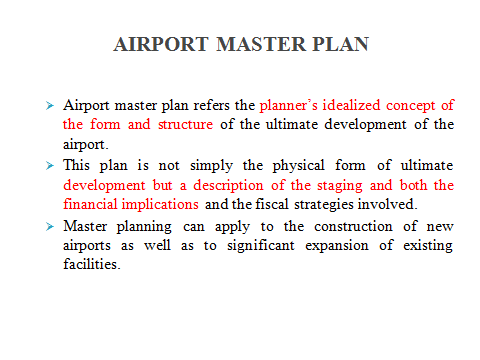 AIRPORT MASTER PLAN
Airport master plan refers the planner's idealized concept of
the form and structure of the ultimate development of the
airport.
This plan is not simply the physical form of ultimate
development but a description of the staging and both the
financial implications and the fiscal strategies involved.
Master planning can apply to the construction of new
airports as well as to significant expansion of existing
facilities.